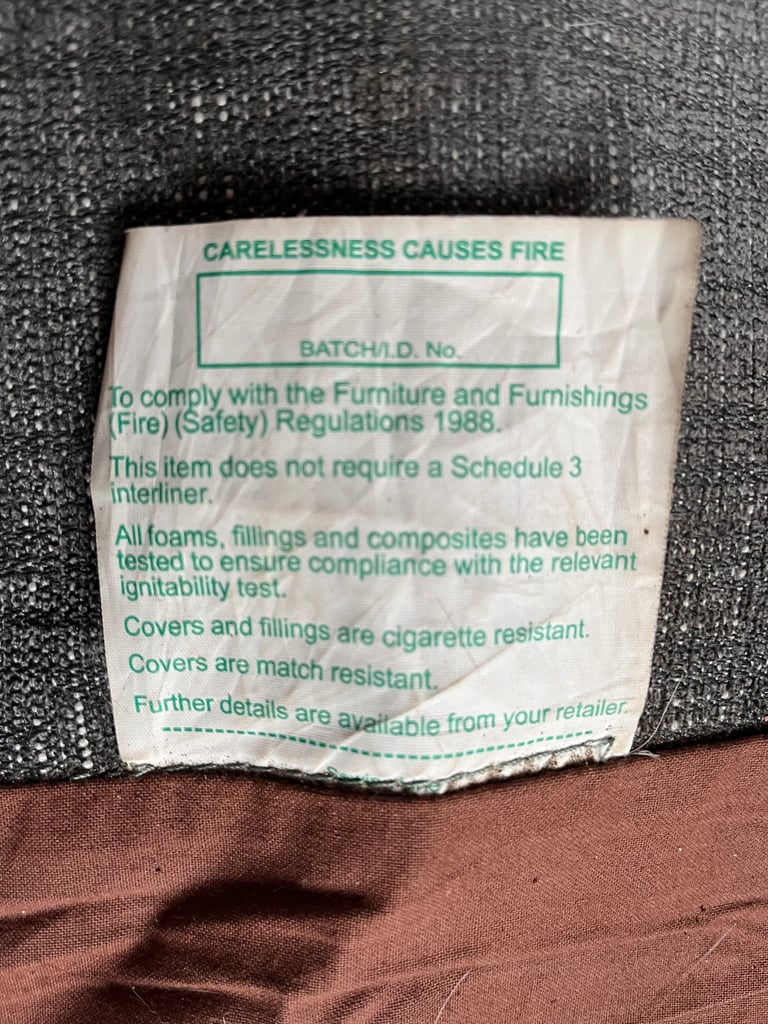 CARELESSNESS CAUSES FIRE
BATCH/I.D. No.
To comply with the Furniture and Furnishings
(Fire) (Safety) Regulations 1988.
This item does not require a Schedule 3
interliner.
All foams, fillings and composites have been
tested to ensure compliance with the relevant
ignitability test.
Covers and fillings are cigarette resistant.
Covers are match resistant.
Further details are available from your retailer.